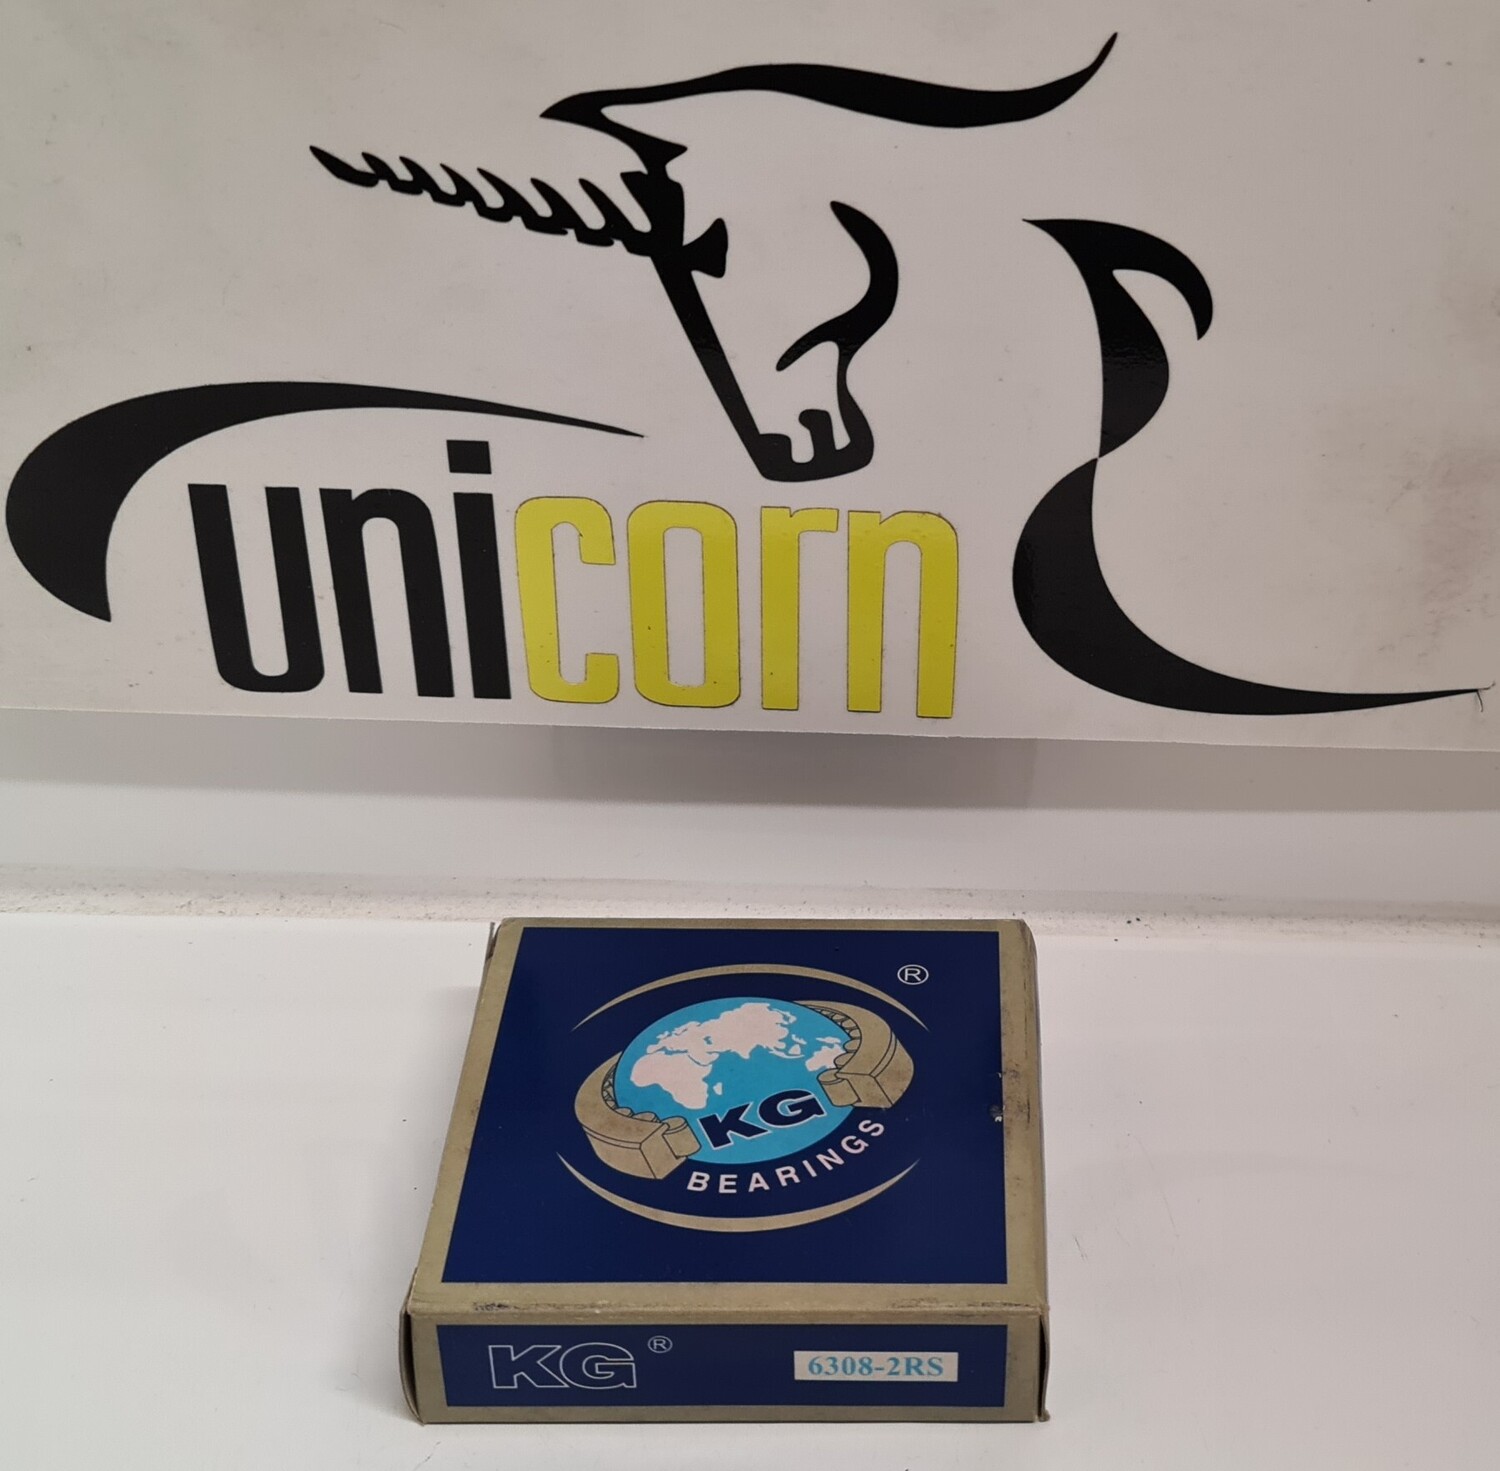 unicorn
®
KG
BEARINGS
KG ®
6308-2RS